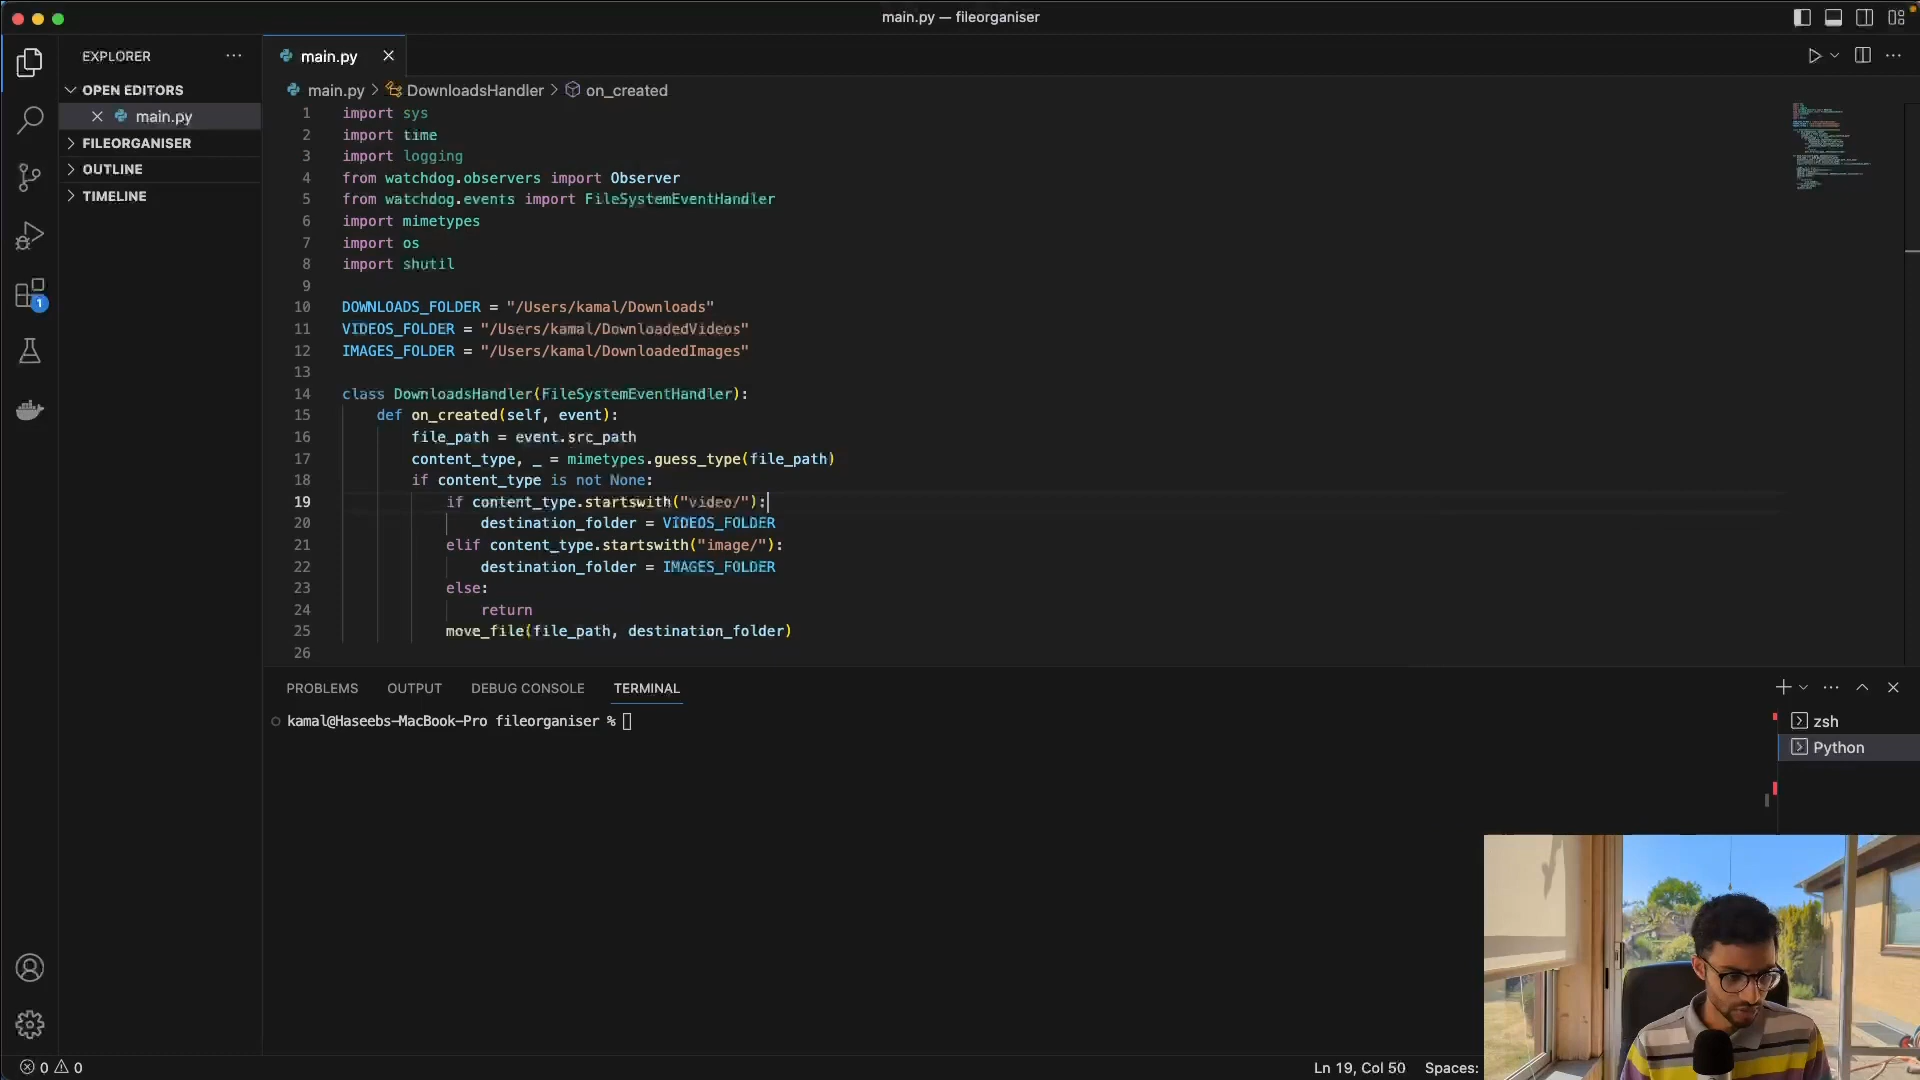 main.py — fileorganiser
EXPLORER
main.py
OPEN EDITORS
main.py
FILEORGANISER
OUTLINE
TIMELINE
1
main.py > DownloadsHandler > on_created
1 import sys
2 import time
3 import logging
4 from watchdog.observers import Observer
5 from watchdog.events import FileSystemEventHandler
6 import mimetypes
7 import os
8 import shutil
9
10 DOWNLOADS_FOLDER = "/Users/kamal/Downloads"
11 VIDEOS_FOLDER = "/Users/kamal/DownloadedVideos"
12 IMAGES_FOLDER = "/Users/kamal/DownloadedImages"
13
14 class DownloadsHandler(FileSystemEventHandler):
15 def on_created(self, event):
16 file_path = event.src_path
17 content_type, _ = mimetypes.guess_type(file_path)
18 if content_type is not None:
19 if content_type.startswith("video/"):
20 destination_folder = VIDEOS_FOLDER
21 elif content_type.startswith("image/"):
22 destination_folder = IMAGES_FOLDER
23 else:
24 return
25 move_file(file_path, destination_folder)
26
PROBLEMS OUTPUT DEBUG CONSOLE TERMINAL
kamal@Haseebs-MacBook-Pro fileorganiser %
zsh
Python
0 0
Ln 19, Col 50 Spaces: